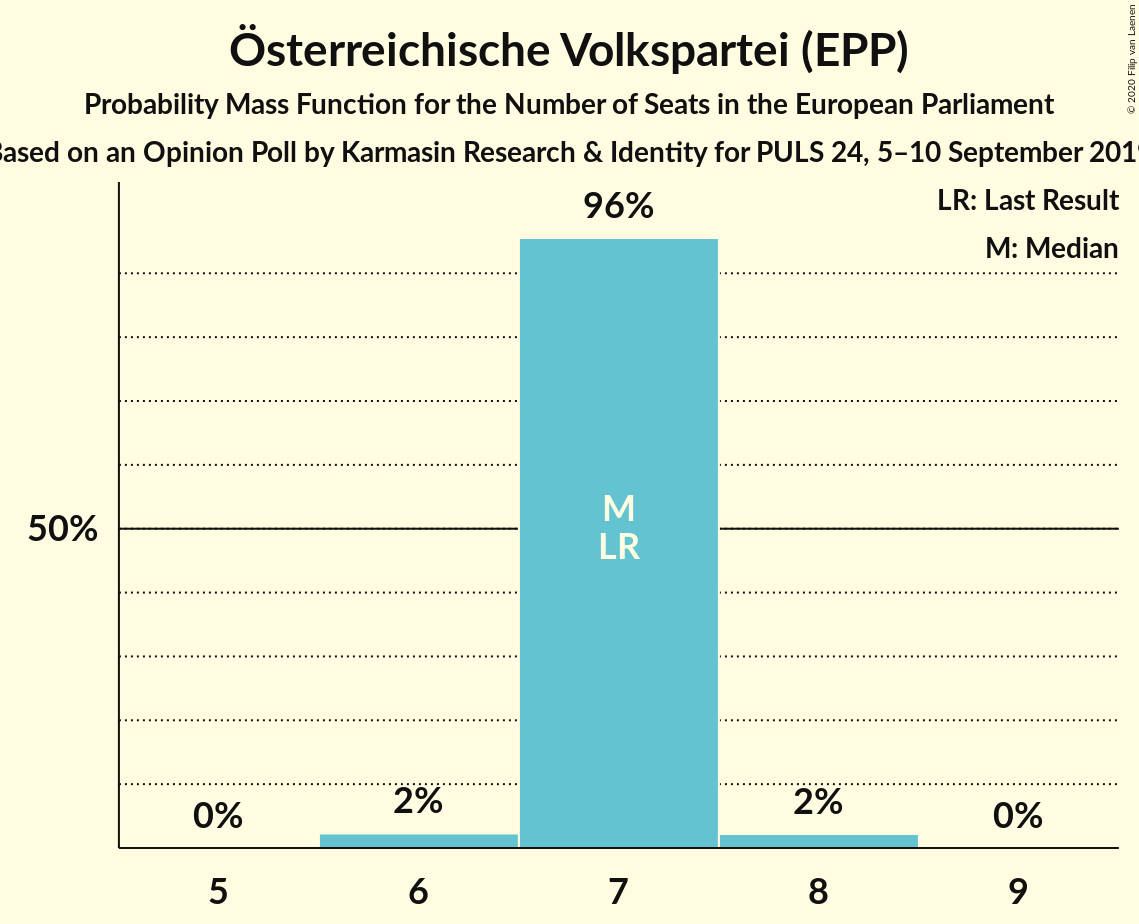 Österreichische Volkspartei (EPP)
Probability Mass Function for the Number of Seats in the European Parliament
Based on an Opinion Poll by Karmasin Research & Identity for PULS 24, 5–10 September 2019
© 2020 Filip van Laenen
LR: Last Result
M: Median
96%
50%
M
LR
0%
2%
2%
0%
5
6
7
8
9